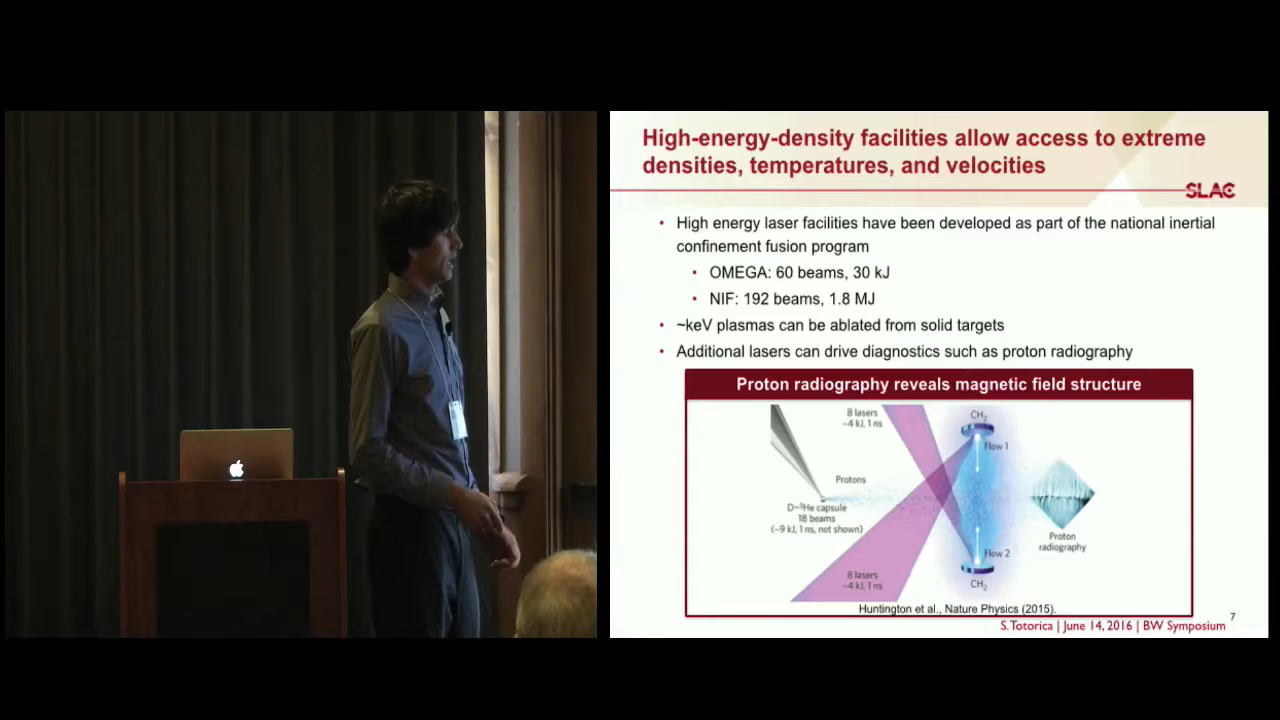 High-energy-density facilities allow access to extreme
densities, temperatures, and velocities
SLAC
• High energy laser facilities have been developed as part of the national inertial
confinement fusion program
• OMEGA: 60 beams, 30 kJ
• NIF: 192 beams, 1.8 MJ
• ~keV plasmas can be ablated from solid targets
• Additional lasers can drive diagnostics such as proton radiography
Proton radiography reveals magnetic field structure
8 lasers
~4 kJ, 1 ns
CH₂
Flow 1
Protons
D–³He capsule
18 beams
(~9 kJ, 1 ns, not shown)
Proton
radiography
Flow 2
8 lasers
~4 kJ, 1 ns
CH₂
Huntington et al., Nature Physics (2015).
7
S. Totorica | June 14, 2016 | BW Symposium